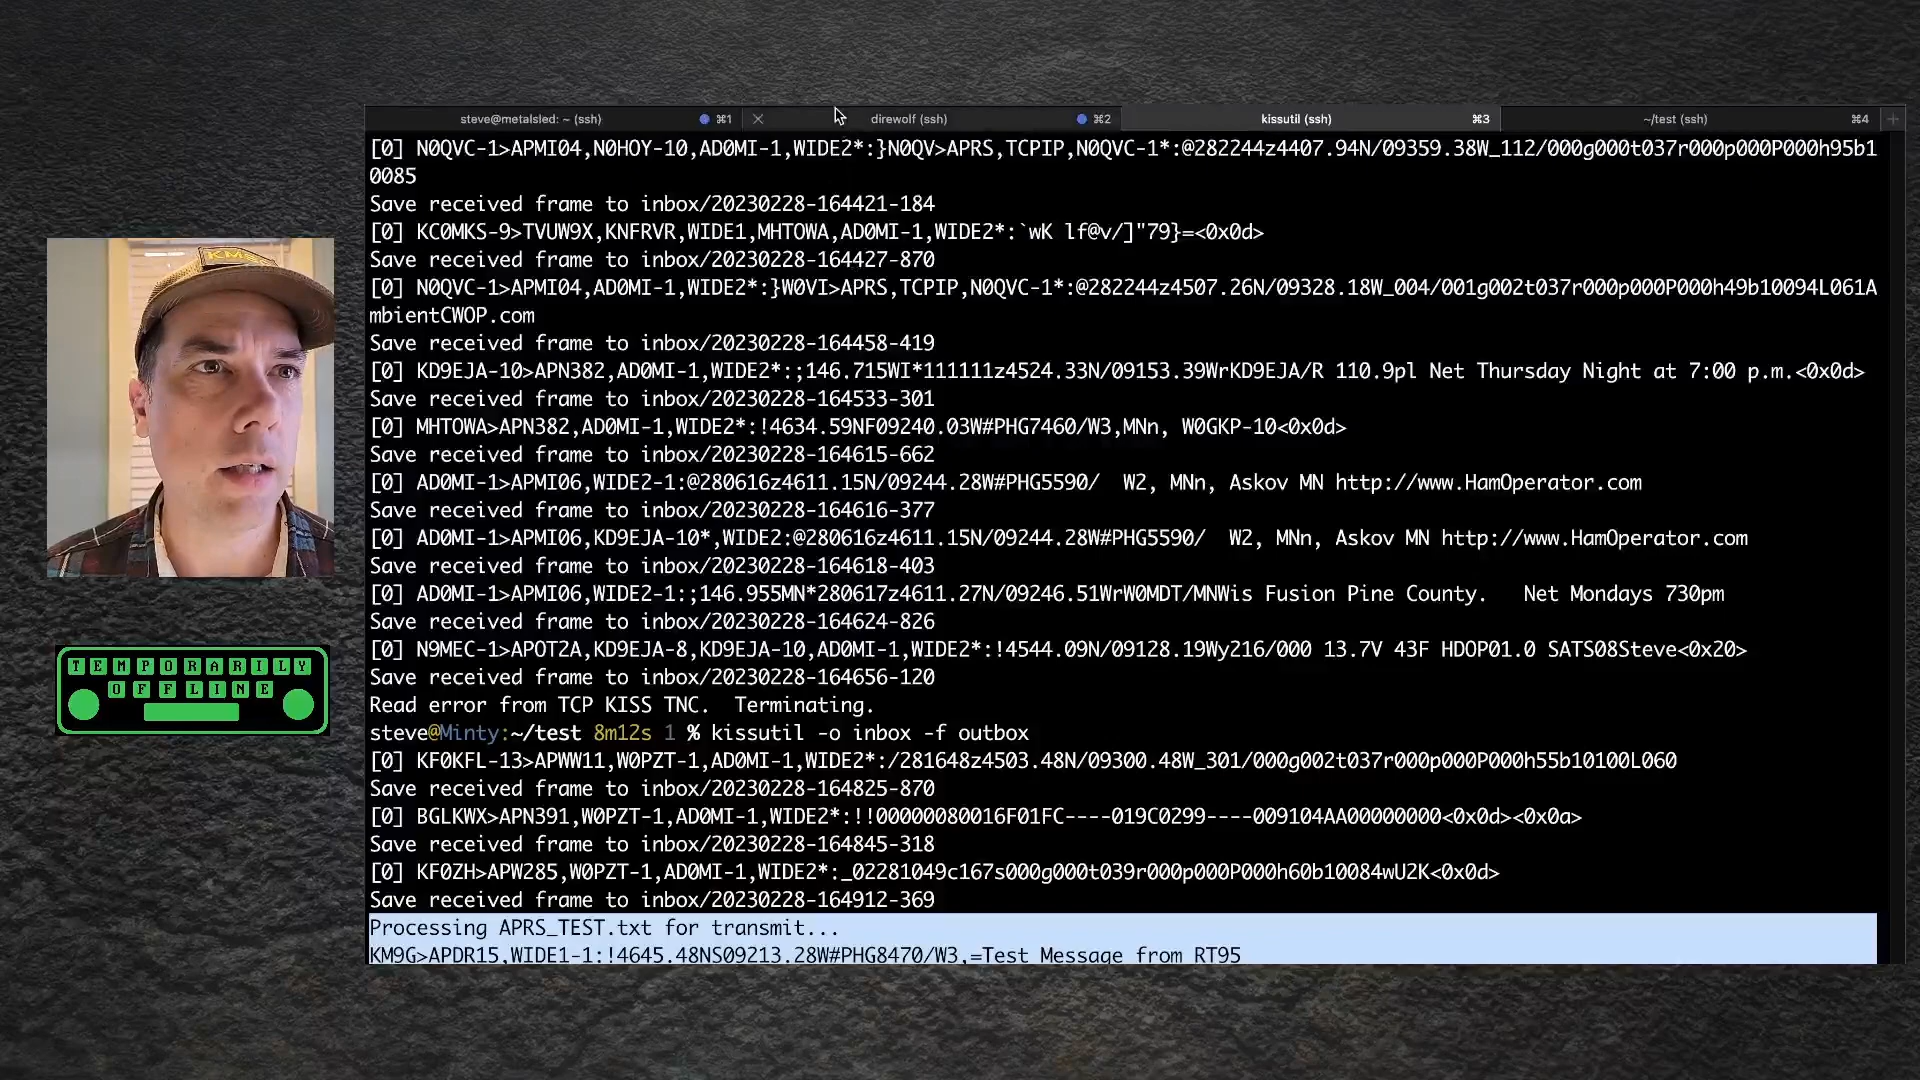 steve@metalsled: ~ (ssh) ⌘1 direwolf (ssh) ⌘2 kissutil (ssh) ⌘3 ~/test (ssh) ⌘4
[0] N0QVC-1>APMI04,N0HOY-10,AD0MI-1,WIDE2*:}N0QV>APRS,TCPIP,N0QVC-1*:@282244z4407.94N/09359.38W_112/000g000t037r000p000P000h95b1
0085
Save received frame to inbox/20230228-164421-184
[0] KC0MKS-9>TVUW9X,KNFRVR,WIDE1,MHTOWA,AD0MI-1,WIDE2*:`wK lf@v/]"79}=<0x0d>
Save received frame to inbox/20230228-164427-870
[0] N0QVC-1>APMI04,AD0MI-1,WIDE2*:}W0VI>APRS,TCPIP,N0QVC-1*:@282244z4507.26N/09328.18W_004/001g002t037r000p000P000h49b10094L061A
mbientCWOP.com
Save received frame to inbox/20230228-164458-419
[0] KD9EJA-10>APN382,AD0MI-1,WIDE2*:;146.715WI*111111z4524.33N/09153.39WrKD9EJA/R 110.9pl Net Thursday Night at 7:00 p.m.<0x0d>
Save received frame to inbox/20230228-164533-301
[0] MHTOWA>APN382,AD0MI-1,WIDE2*:!4634.59NF09240.03W#PHG7460/W3,MNn, W0GKP-10<0x0d>
Save received frame to inbox/20230228-164615-662
[0] AD0MI-1>APMI06,WIDE2-1:@280616z4611.15N/09244.28W#PHG5590/  W2, MNn, Askov MN http://www.HamOperator.com
Save received frame to inbox/20230228-164616-377
[0] AD0MI-1>APMI06,KD9EJA-10*,WIDE2:@280616z4611.15N/09244.28W#PHG5590/  W2, MNn, Askov MN http://www.HamOperator.com
Save received frame to inbox/20230228-164618-403
[0] AD0MI-1>APMI06,WIDE2-1:;146.955MN*280617z4611.27N/09246.51WrW0MDT/MNWis Fusion Pine County.   Net Mondays 730pm
Save received frame to inbox/20230228-164624-826
[0] N9MEC-1>APOT2A,KD9EJA-8,KD9EJA-10,AD0MI-1,WIDE2*:!4544.09N/09128.19Wy216/000 13.7V 43F HDOP01.0 SATS08Steve<0x20>
Save received frame to inbox/20230228-164656-120
Read error from TCP KISS TNC.  Terminating.
steve@Minty:~/test 8m12s 1 % kissutil -o inbox -f outbox
[0] KF0KFL-13>APWW11,W0PZT-1,AD0MI-1,WIDE2*:/281648z4503.48N/09300.48W_301/000g002t037r000p000P000h55b10100L060
Save received frame to inbox/20230228-164825-870
[0] BGLKWX>APN391,W0PZT-1,AD0MI-1,WIDE2*:!!00000080016F01FC----019C0299----009104AA00000000<0x0d><0x0a>
Save received frame to inbox/20230228-164845-318
[0] KF0ZH>APW285,W0PZT-1,AD0MI-1,WIDE2*:_02281049c167s000g000t039r000p000P000h60b10084wU2K<0x0d>
Save received frame to inbox/20230228-164912-369
Processing APRS_TEST.txt for transmit...
KM9G>APDR15,WIDE1-1:!4645.48NS09213.28W#PHG8470/W3,=Test Message from RT95
TEMPORARILY
OFFLINE